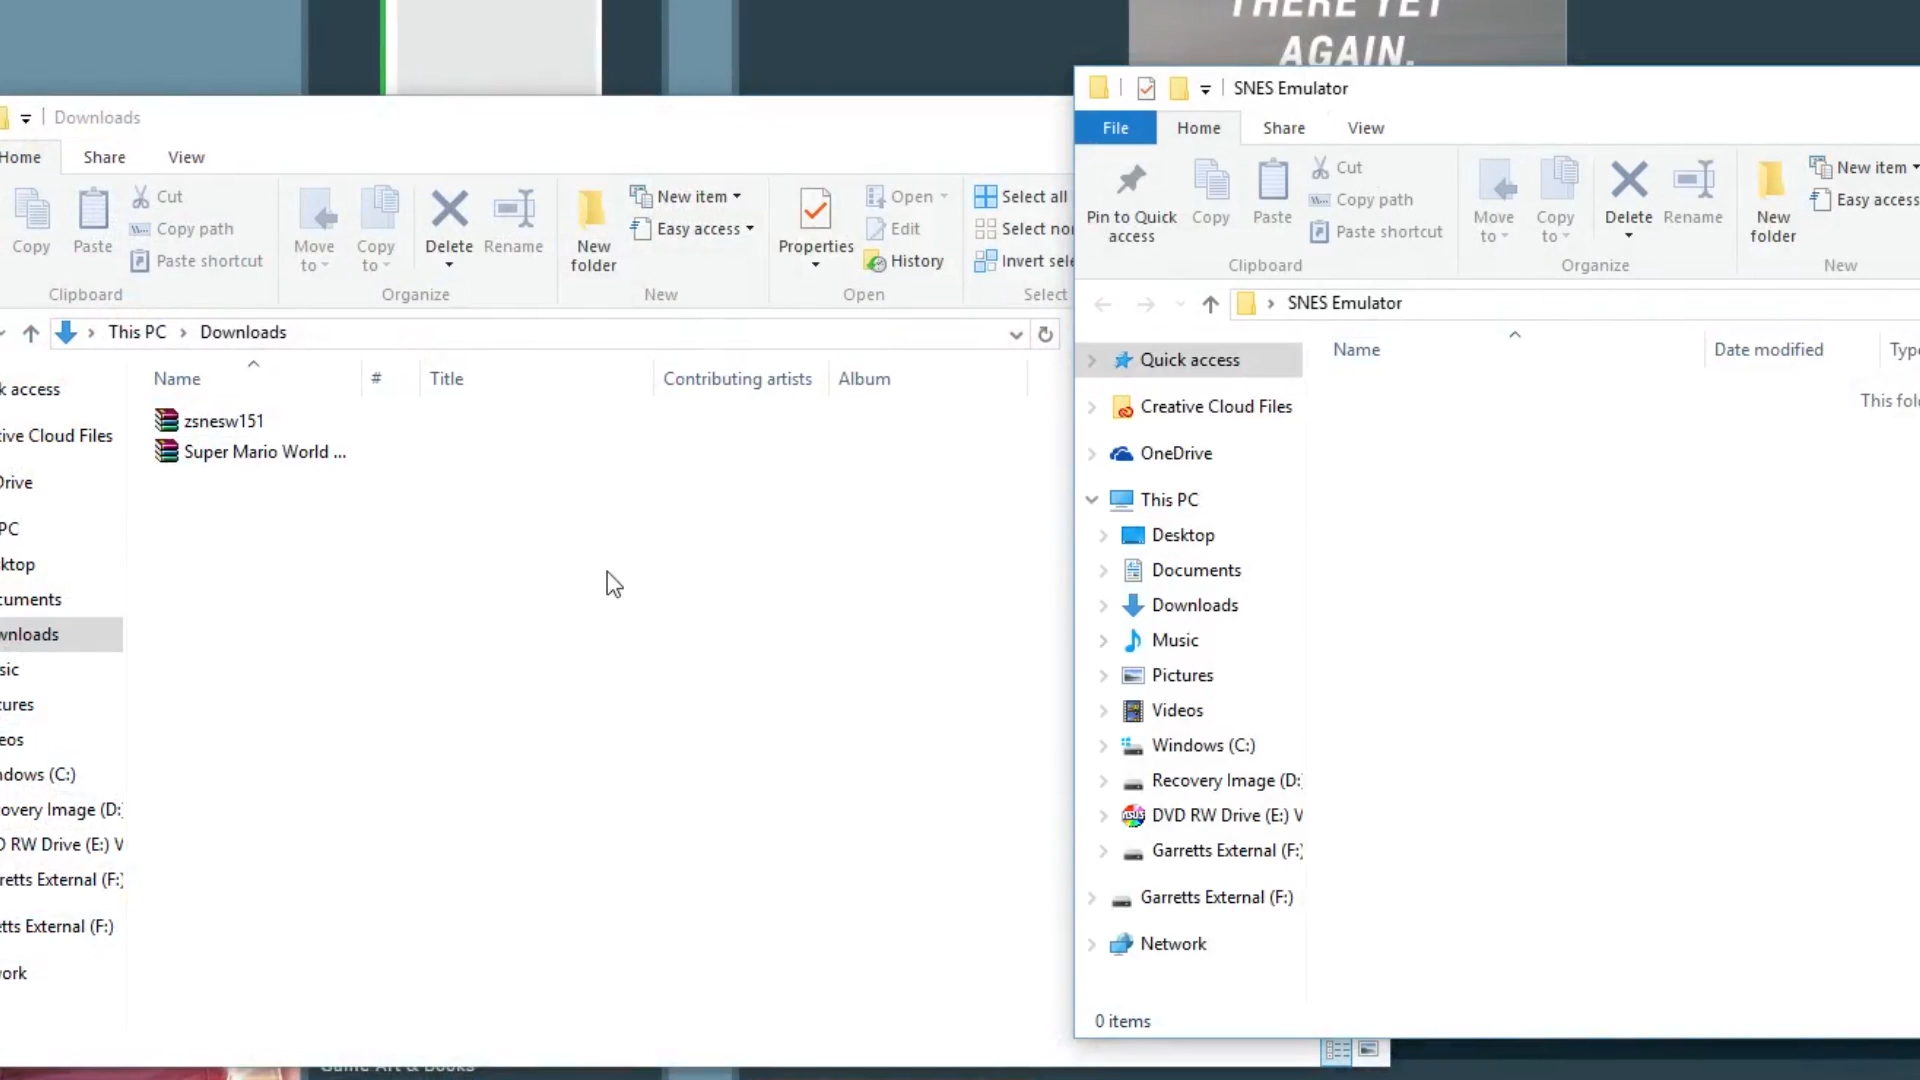 THERE YET
AGAIN.
Downloads
Home
Share
View
Copy
Paste
Cut
Copy path
Paste shortcut
Clipboard
Move
to
Copy
to
Delete
Rename
Organize
New
folder
New item
Easy access
New
Properties
Open
Edit
History
Open
Select all
Select nor
Invert sele
Select
This PC
Downloads
Name
#
Title
Contributing artists
Album
zsnesw151
Super Mario World ...
k access
ive Cloud Files
Drive
PC
ktop
cuments
wnloads
sic
tures
eos
ndows (C:)
overy Image (D:
D RW Drive (E:) V
retts External (F:)
tts External (F:)
ork
SNES Emulator
File
Home
Share
View
Pin to Quick
access
Copy
Paste
Cut
Copy path
Paste shortcut
Clipboard
Move
to
Copy
to
Delete
Rename
Organize
New
folder
New item
Easy access
New
SNES Emulator
Name
Date modified
Type
This fol
Quick access
Creative Cloud Files
OneDrive
This PC
Desktop
Documents
Downloads
Music
Pictures
Videos
Windows (C:)
Recovery Image (D:
DVD RW Drive (E:) V
Garretts External (F:
Garretts External (F:)
Network
0 items
Game Art & Books